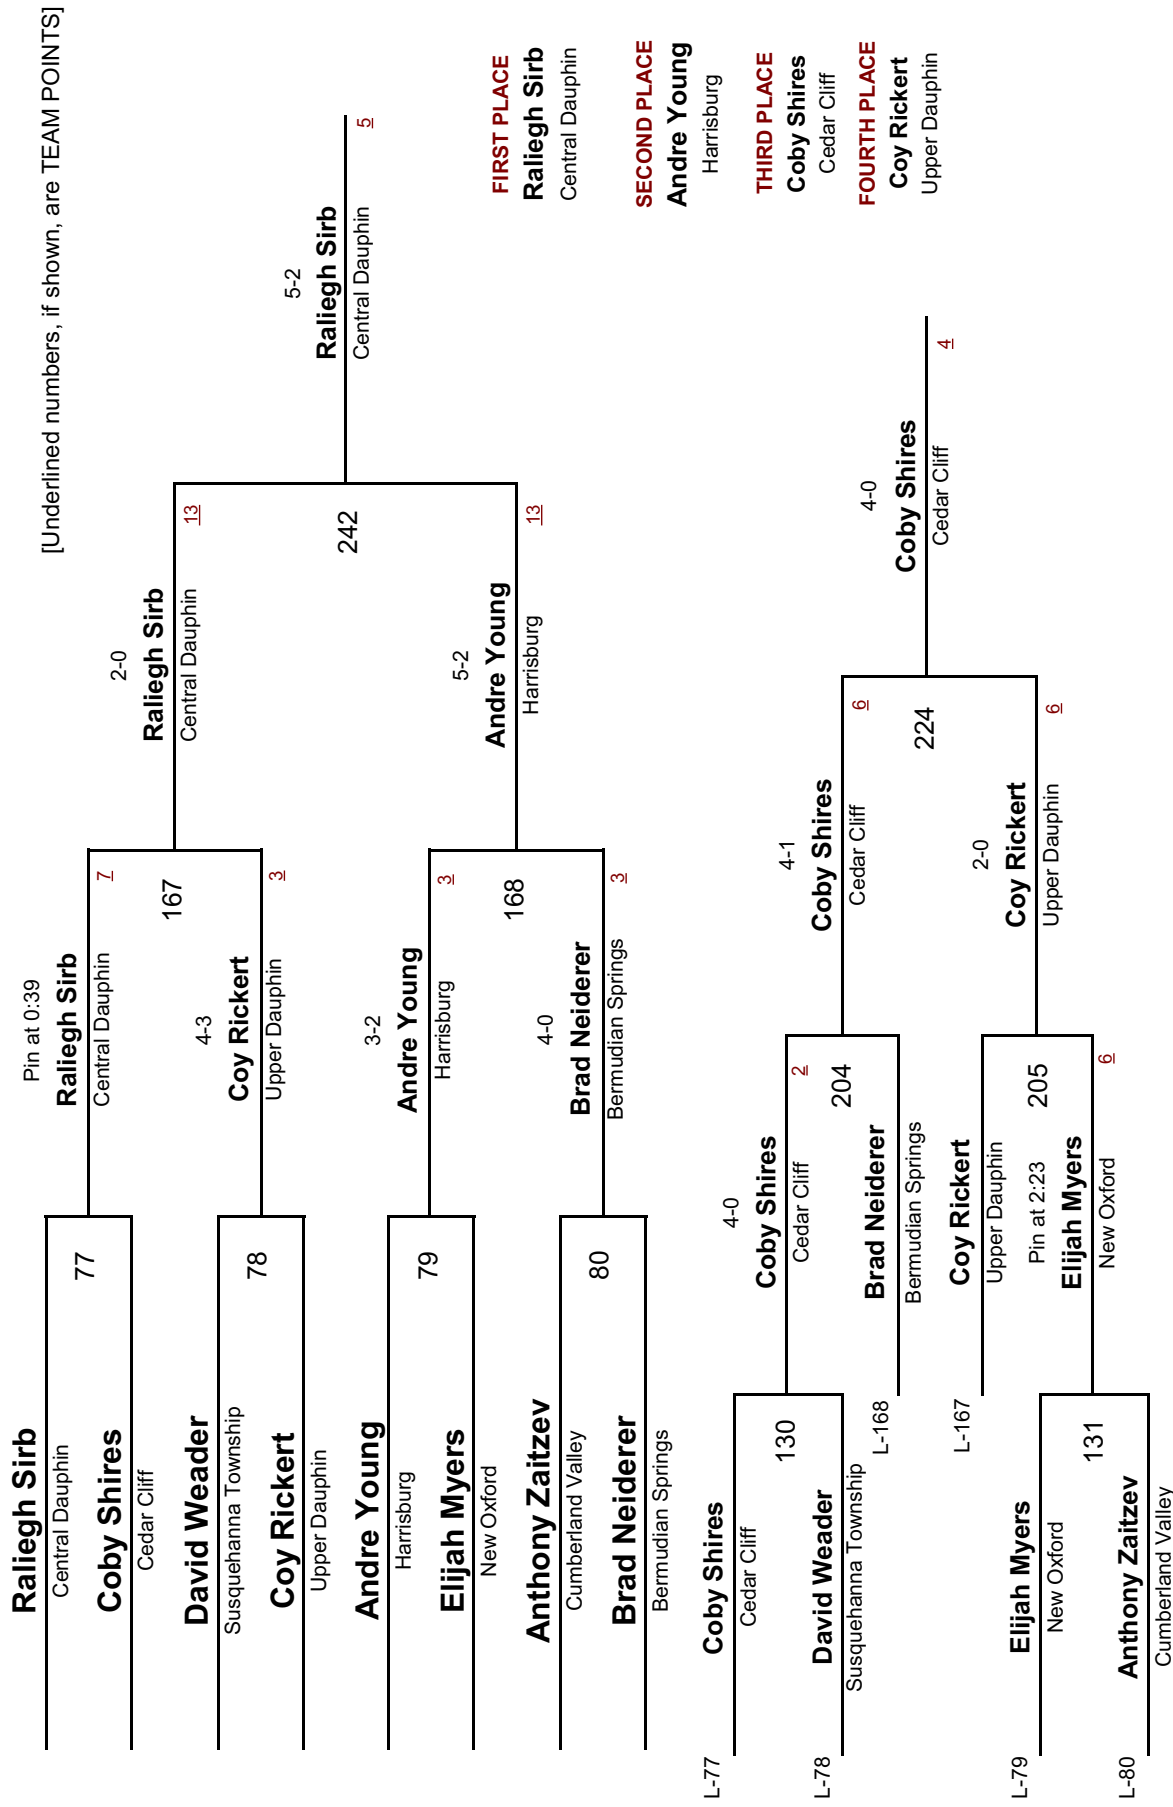 [Underlined numbers, if shown, are TEAM POINTS]
Raliegh Sirb
Central Dauphin
77
Coby Shires
Cedar Cliff
David Weader
Susquehanna Township
78
Coy Rickert
Upper Dauphin
Andre Young
Harrisburg
79
Elijah Myers
New Oxford
Anthony Zaitzev
Cumberland Valley
80
Brad Neiderer
Bermudian Springs
Pin at 0:39
Raliegh Sirb
Central Dauphin
7
167
4-3
Coy Rickert
Upper Dauphin
3
3-2
Andre Young
Harrisburg
3
168
4-0
Brad Neiderer
Bermudian Springs
3
2-0
Raliegh Sirb
Central Dauphin
13
242
5-2
Andre Young
Harrisburg
13
5-2
Raliegh Sirb
Central Dauphin
5
FIRST PLACE
Raliegh Sirb
Central Dauphin
SECOND PLACE
Andre Young
Harrisburg
THIRD PLACE
Coby Shires
Cedar Cliff
FOURTH PLACE
Coy Rickert
Upper Dauphin
L-77
Coby Shires
Cedar Cliff
130
L-78
David Weader
Susquehanna Township
L-79
Elijah Myers
New Oxford
131
L-80
Anthony Zaitzev
Cumberland Valley
4-0
Coby Shires
Cedar Cliff
2
204
L-168
Brad Neiderer
Bermudian Springs
L-167
Coy Rickert
Upper Dauphin
205
Pin at 2:23
Elijah Myers
New Oxford
6
4-1
Coby Shires
Cedar Cliff
6
224
2-0
Coy Rickert
Upper Dauphin
6
4-0
Coby Shires
Cedar Cliff
4